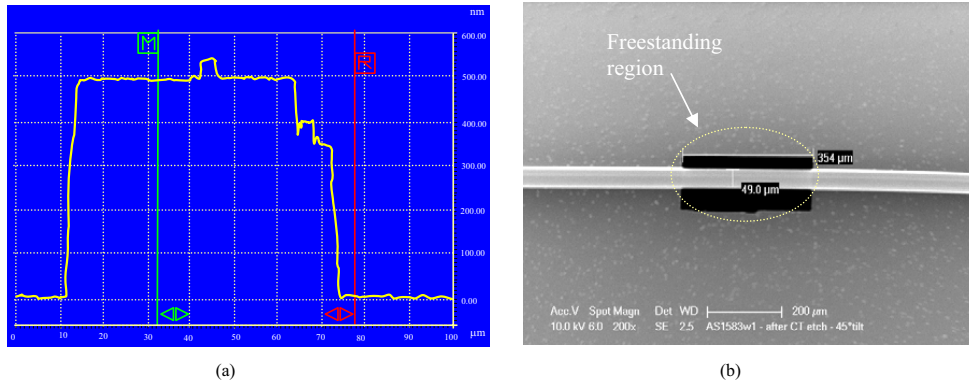 nm
600.00
M
R
500.00
400.00
300.00
200.00
100.00
0.00
0 10 20 30 40 50 60 70 80 90 100 µm
(a)
Freestanding
region
354 µm
49.0 µm
Acc.V Spot Magn Det WD 200 µm
10.0 kV 6.0 200x SE 2.5 AS1583w1 - after CT etch - 45*tilt
(b)